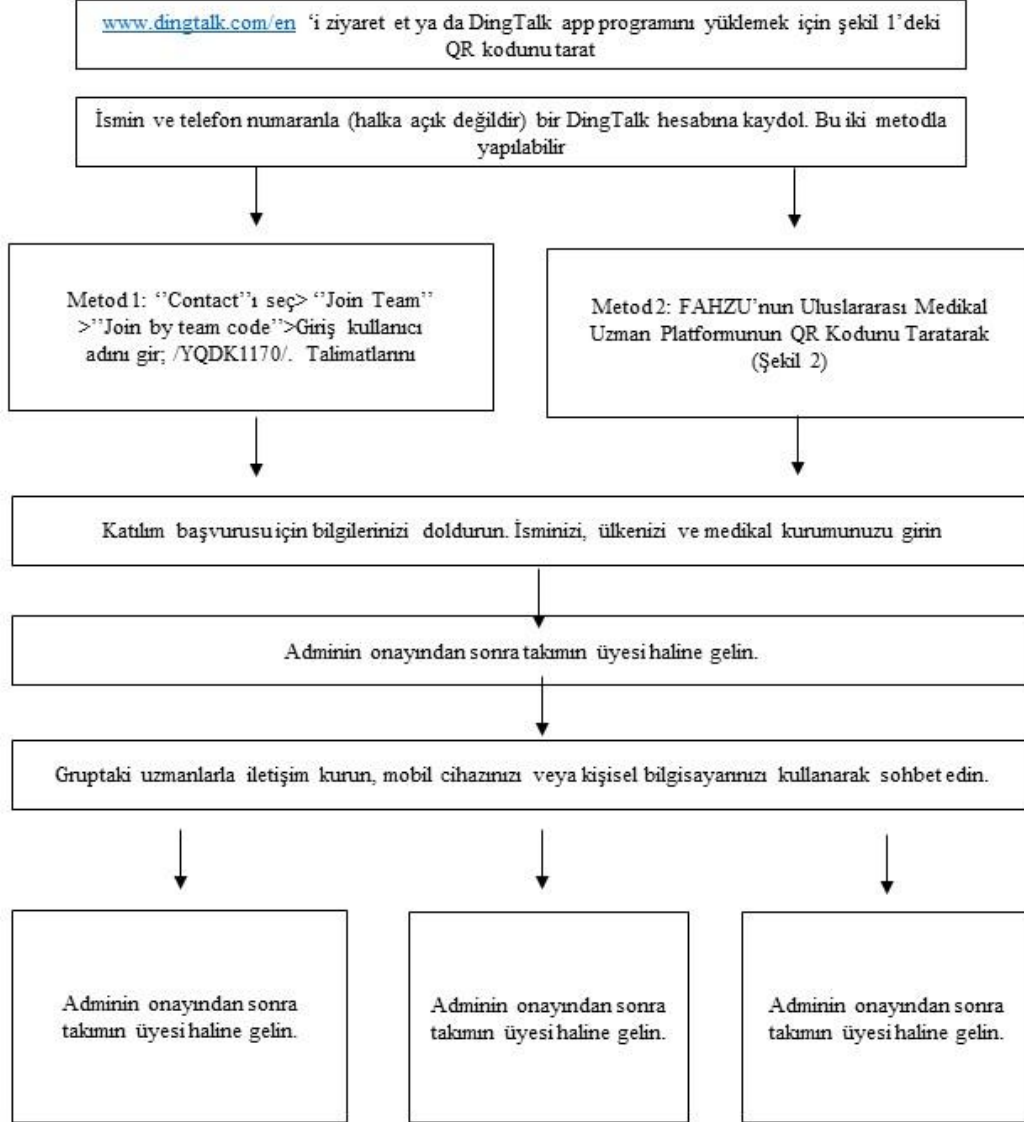 www.dingtalk.com/en ‘i ziyaret et ya da DingTalk app programını yüklemek için şekil 1’deki
QR kodunu tarat
İsmin ve telefon numaranla (halka açık değildir) bir DingTalk hesabına kaydol. Bu iki metodla
yapılabilir
Metod 1: ‘’Contact’’ı seç> ‘’Join Team’’
>’’Join by team code’’>Giriş kullanıcı
adını gir; /YQDK1170/. Talimatlarını
Metod 2: FAHZU’nun Uluslararası Medikal
Uzman Platformunun QR Kodunu Taratarak
(Şekil 2)
Katılım başvurusu için bilgilerinizi doldurun. İsminizi, ülkenizi ve medikal kurumunuzu girin
Adminin onayından sonra takımın üyesi haline gelin.
Gruptaki uzmanlarla iletişim kurun, mobil cihazınızı veya kişisel bilgisayarınızı kullanarak sohbet edin.
Adminin onayından sonra
takımın üyesi haline gelin.
Adminin onayından sonra
takımın üyesi haline gelin.
Adminin onayından sonra
takımın üyesi haline gelin.